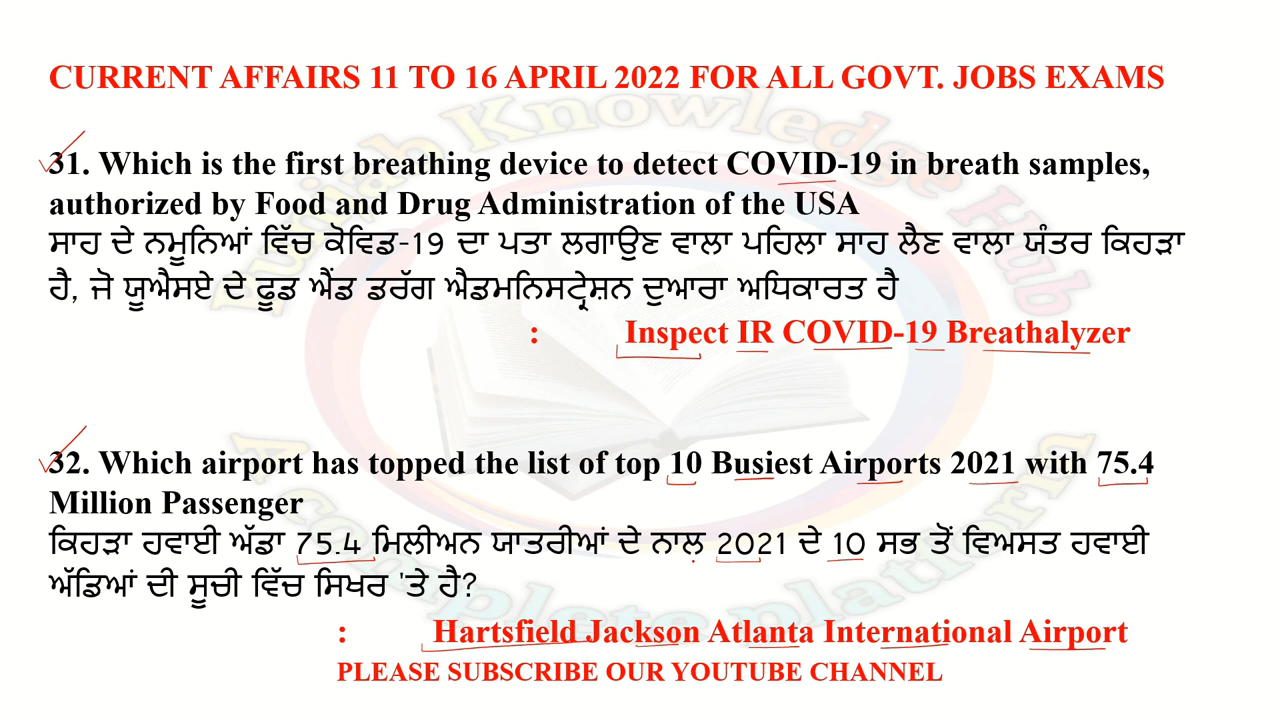 CURRENT AFFAIRS 11 TO 16 APRIL 2022 FOR ALL GOVT. JOBS EXAMS
31. Which is the first breathing device to detect COVID-19 in breath samples,
authorized by Food and Drug Administration of the USA
ਸਾਹ ਦੇ ਨਮੂਨਿਆਂ ਵਿੱਚ ਕੋਵਿਡ-19 ਦਾ ਪਤਾ ਲਗਾਉਣ ਵਾਲਾ ਪਹਿਲਾ ਸਾਹ ਲੈਣ ਵਾਲਾ ਯੰਤਰ ਕਿਹੜਾ
ਹੈ, ਜੋ ਯੂਐਸਏ ਦੇ ਫੂਡ ਐਂਡ ਡਰੱਗ ਐਡਮਨਿਸਟ੍ਰੇਸ਼ਨ ਦੁਆਰਾ ਅਧਿਕਾਰਤ ਹੈ
: Inspect IR COVID-19 Breathalyzer
32. Which airport has topped the list of top 10 Busiest Airports 2021 with 75.4
Million Passenger
ਕਿਹੜਾ ਹਵਾਈ ਅੱਡਾ 75.4 ਮਿਲੀਅਨ ਯਾਤਰੀਆਂ ਦੇ ਨਾਲ 2021 ਦੇ 10 ਸਭ ਤੋਂ ਵਿਅਸਤ ਹਵਾਈ
ਅੱਡਿਆਂ ਦੀ ਸੂਚੀ ਵਿੱਚ ਸਿਖਰ 'ਤੇ ਹੈ?
: Hartsfield Jackson Atlanta International Airport
PLEASE SUBSCRIBE OUR YOUTUBE CHANNEL
Punjab Knowledge Hub
A complete platform